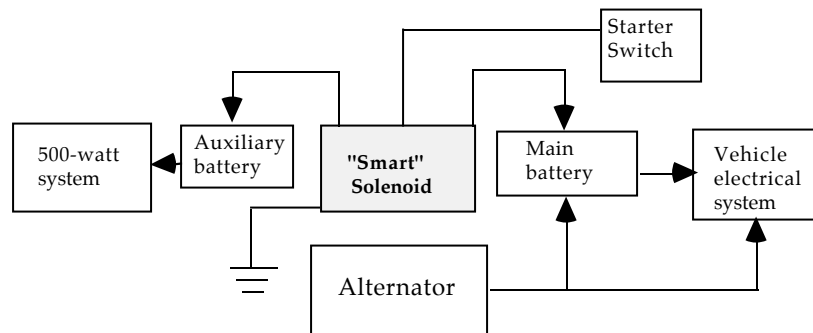 Starter
Switch
500-watt
system
Auxiliary
battery
"Smart"
Solenoid
Main
battery
Vehicle
electrical
system
Alternator